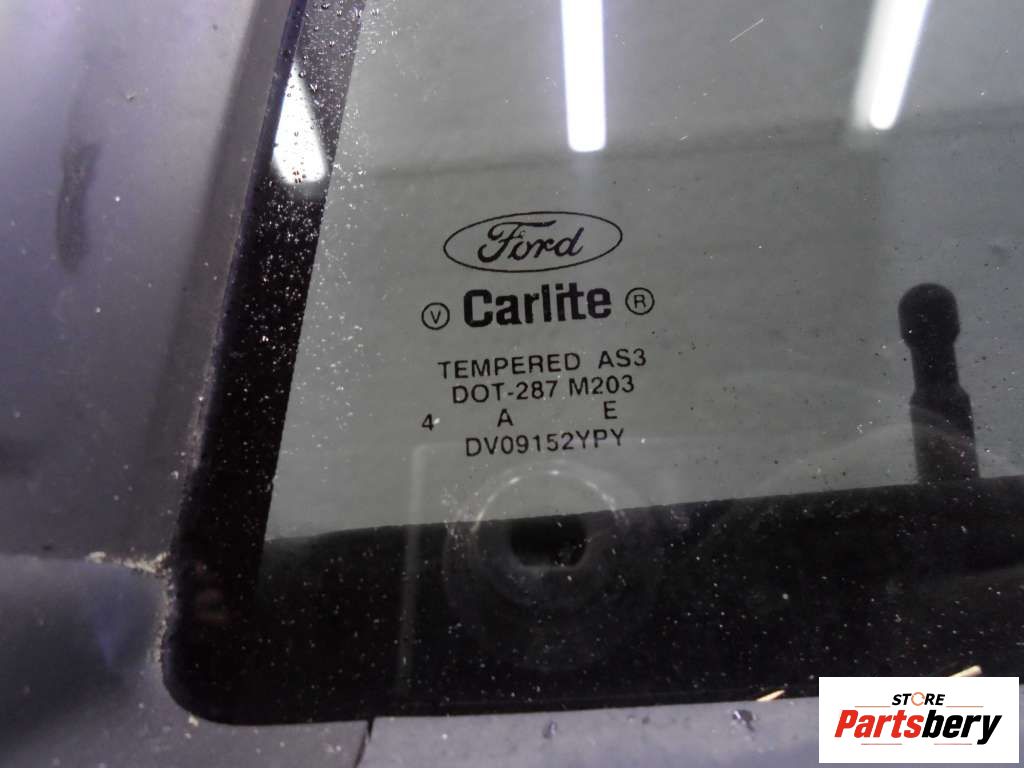 Ford
V Carlite R
TEMPERED AS3
DOT-287 M203
4 A E
DV09152YPY
STORE
Partsbery